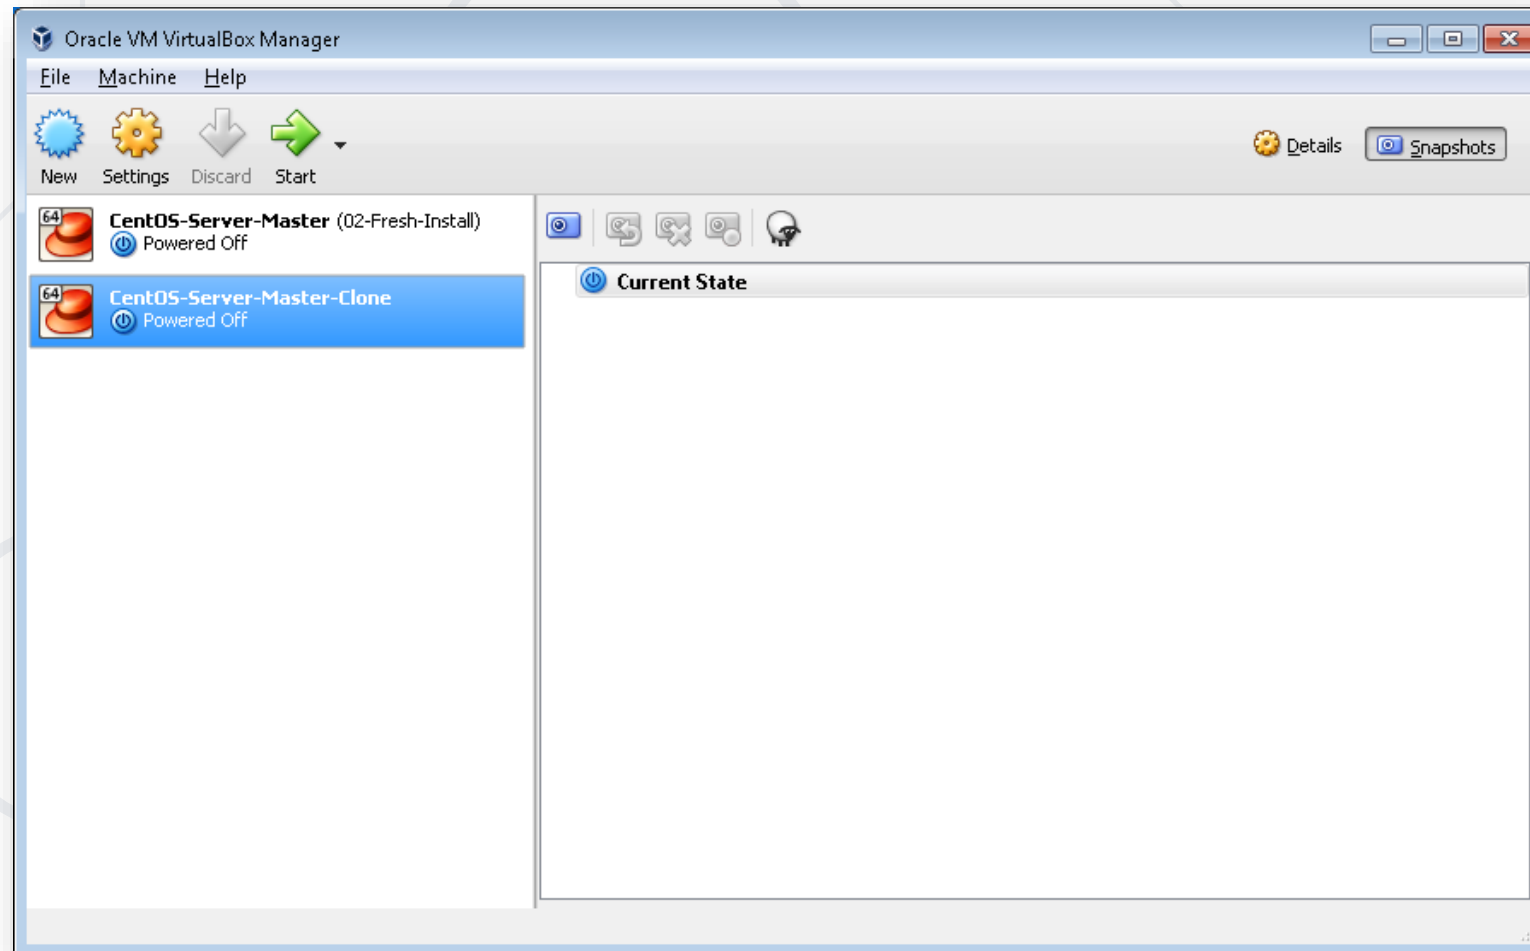 Oracle VM VirtualBox Manager
File Machine Help
New Settings Discard Start
Details Snapshots
64 CentOS-Server-Master (02-Fresh-Install)
Powered Off
64 CentOS-Server-Master-Clone
Powered Off
Current State